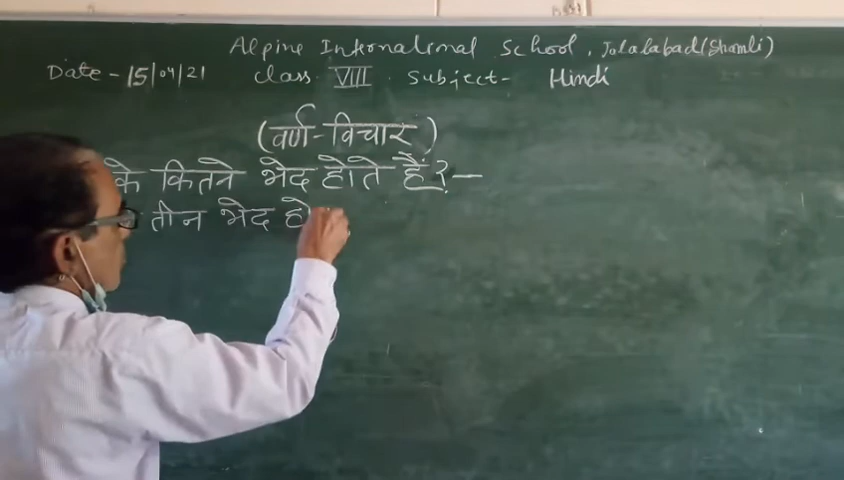 Alpine International School, Jalalabad (Shamli)
Date - 15/04/21 Class VIII Subject - Hindi
(वर्ण-विचार)
के कितने भेद होते हैं? —
तीन भेद हो